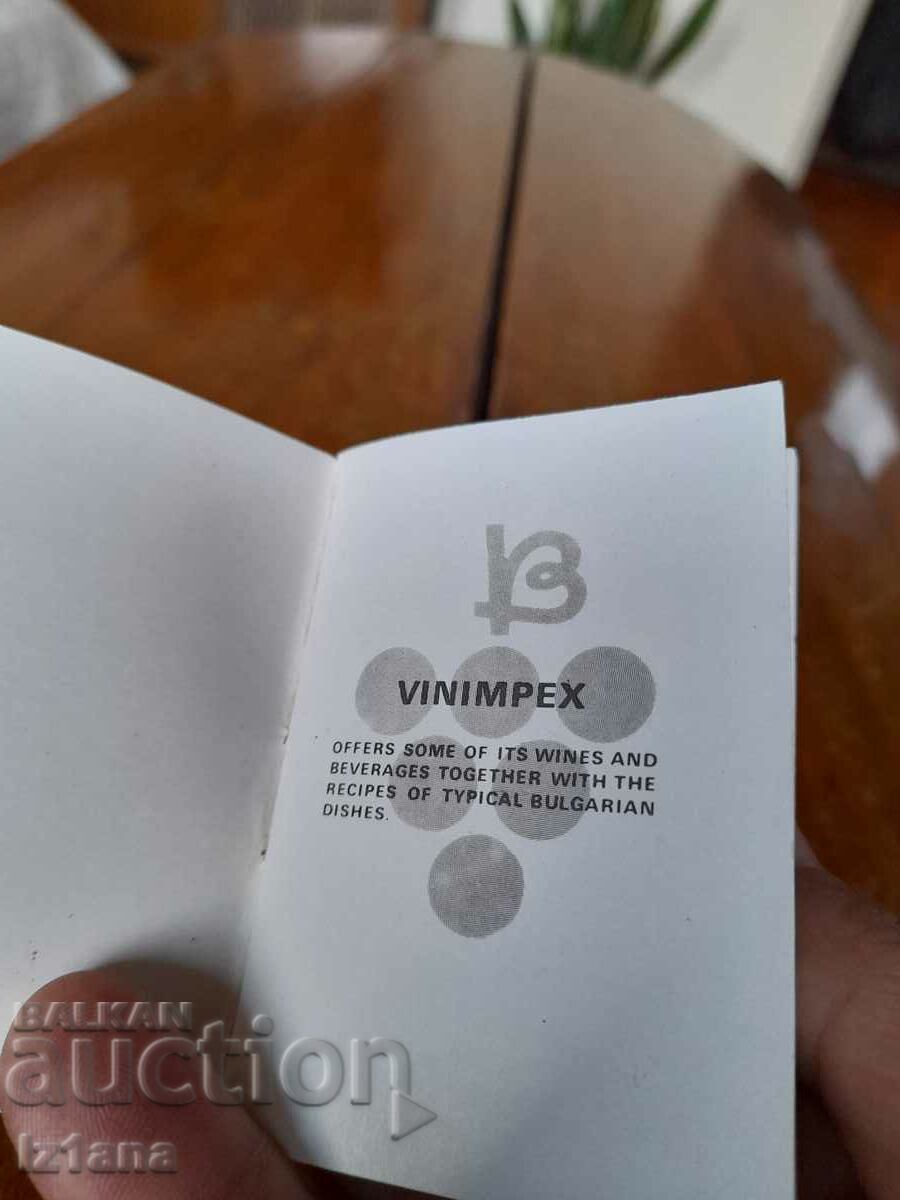 B
VINIMPEX
OFFERS SOME OF ITS WINES AND
BEVERAGES TOGETHER WITH THE
RECIPES OF TYPICAL BULGARIAN
DISHES.
BALKAN
auction
iz1ana